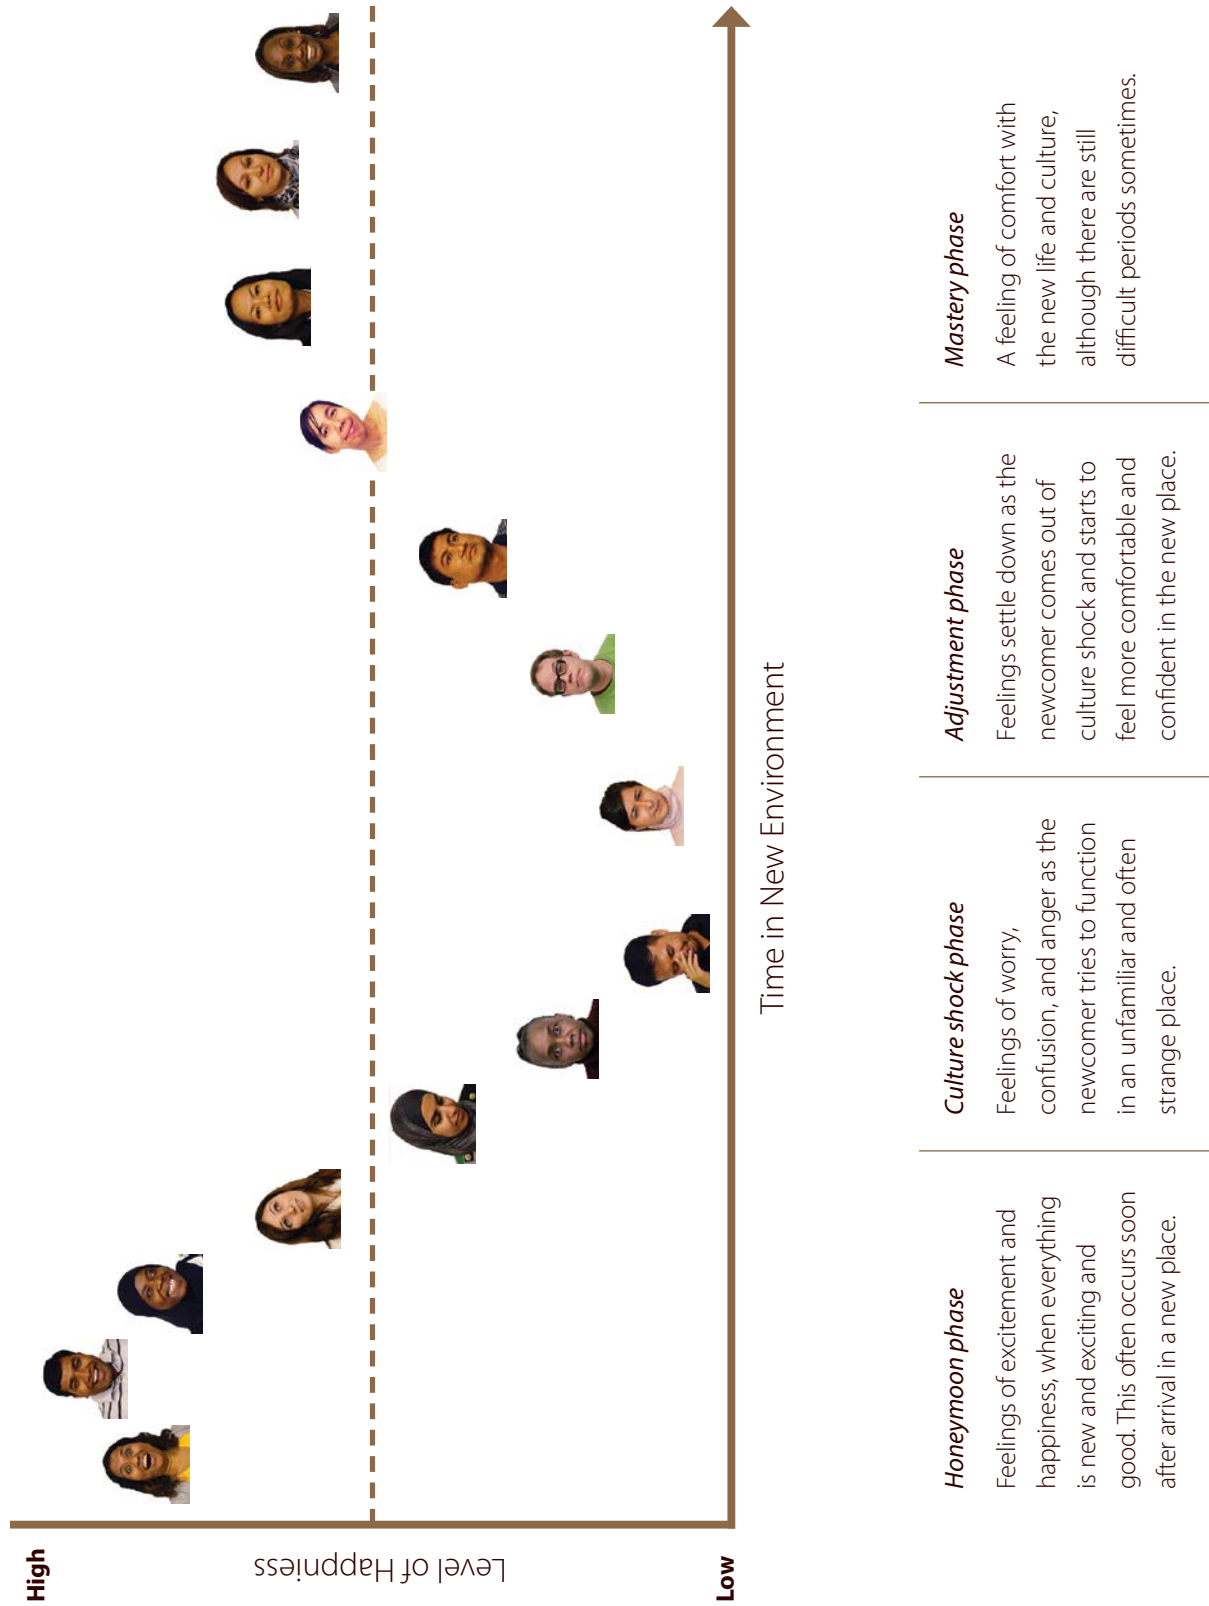 High
Level of Happniess
Low
Time in New Environment
Honeymoon phase
Feelings of excitement and
happiness, when everything
is new and exciting and
good. This often occurs soon
after arrival in a new place.
Culture shock phase
Feelings of worry,
confusion, and anger as the
newcomer tries to function
in an unfamiliar and often
strange place.
Adjustment phase
Feelings settle down as the
newcomer comes out of
culture shock and starts to
feel more comfortable and
confident in the new place.
Mastery phase
A feeling of comfort with
the new life and culture,
although there are still
difficult periods sometimes.